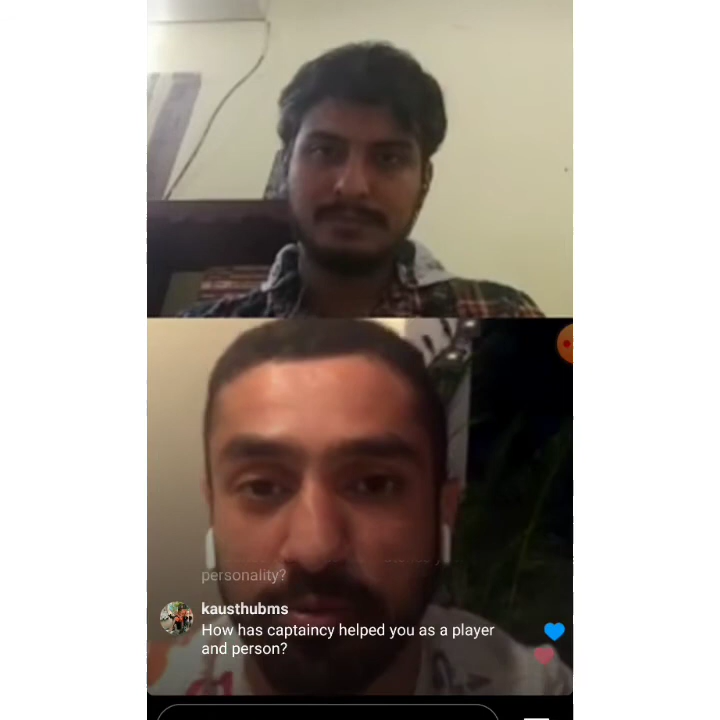 personality?
kausthubms
How has captaincy helped you as a player
and person?